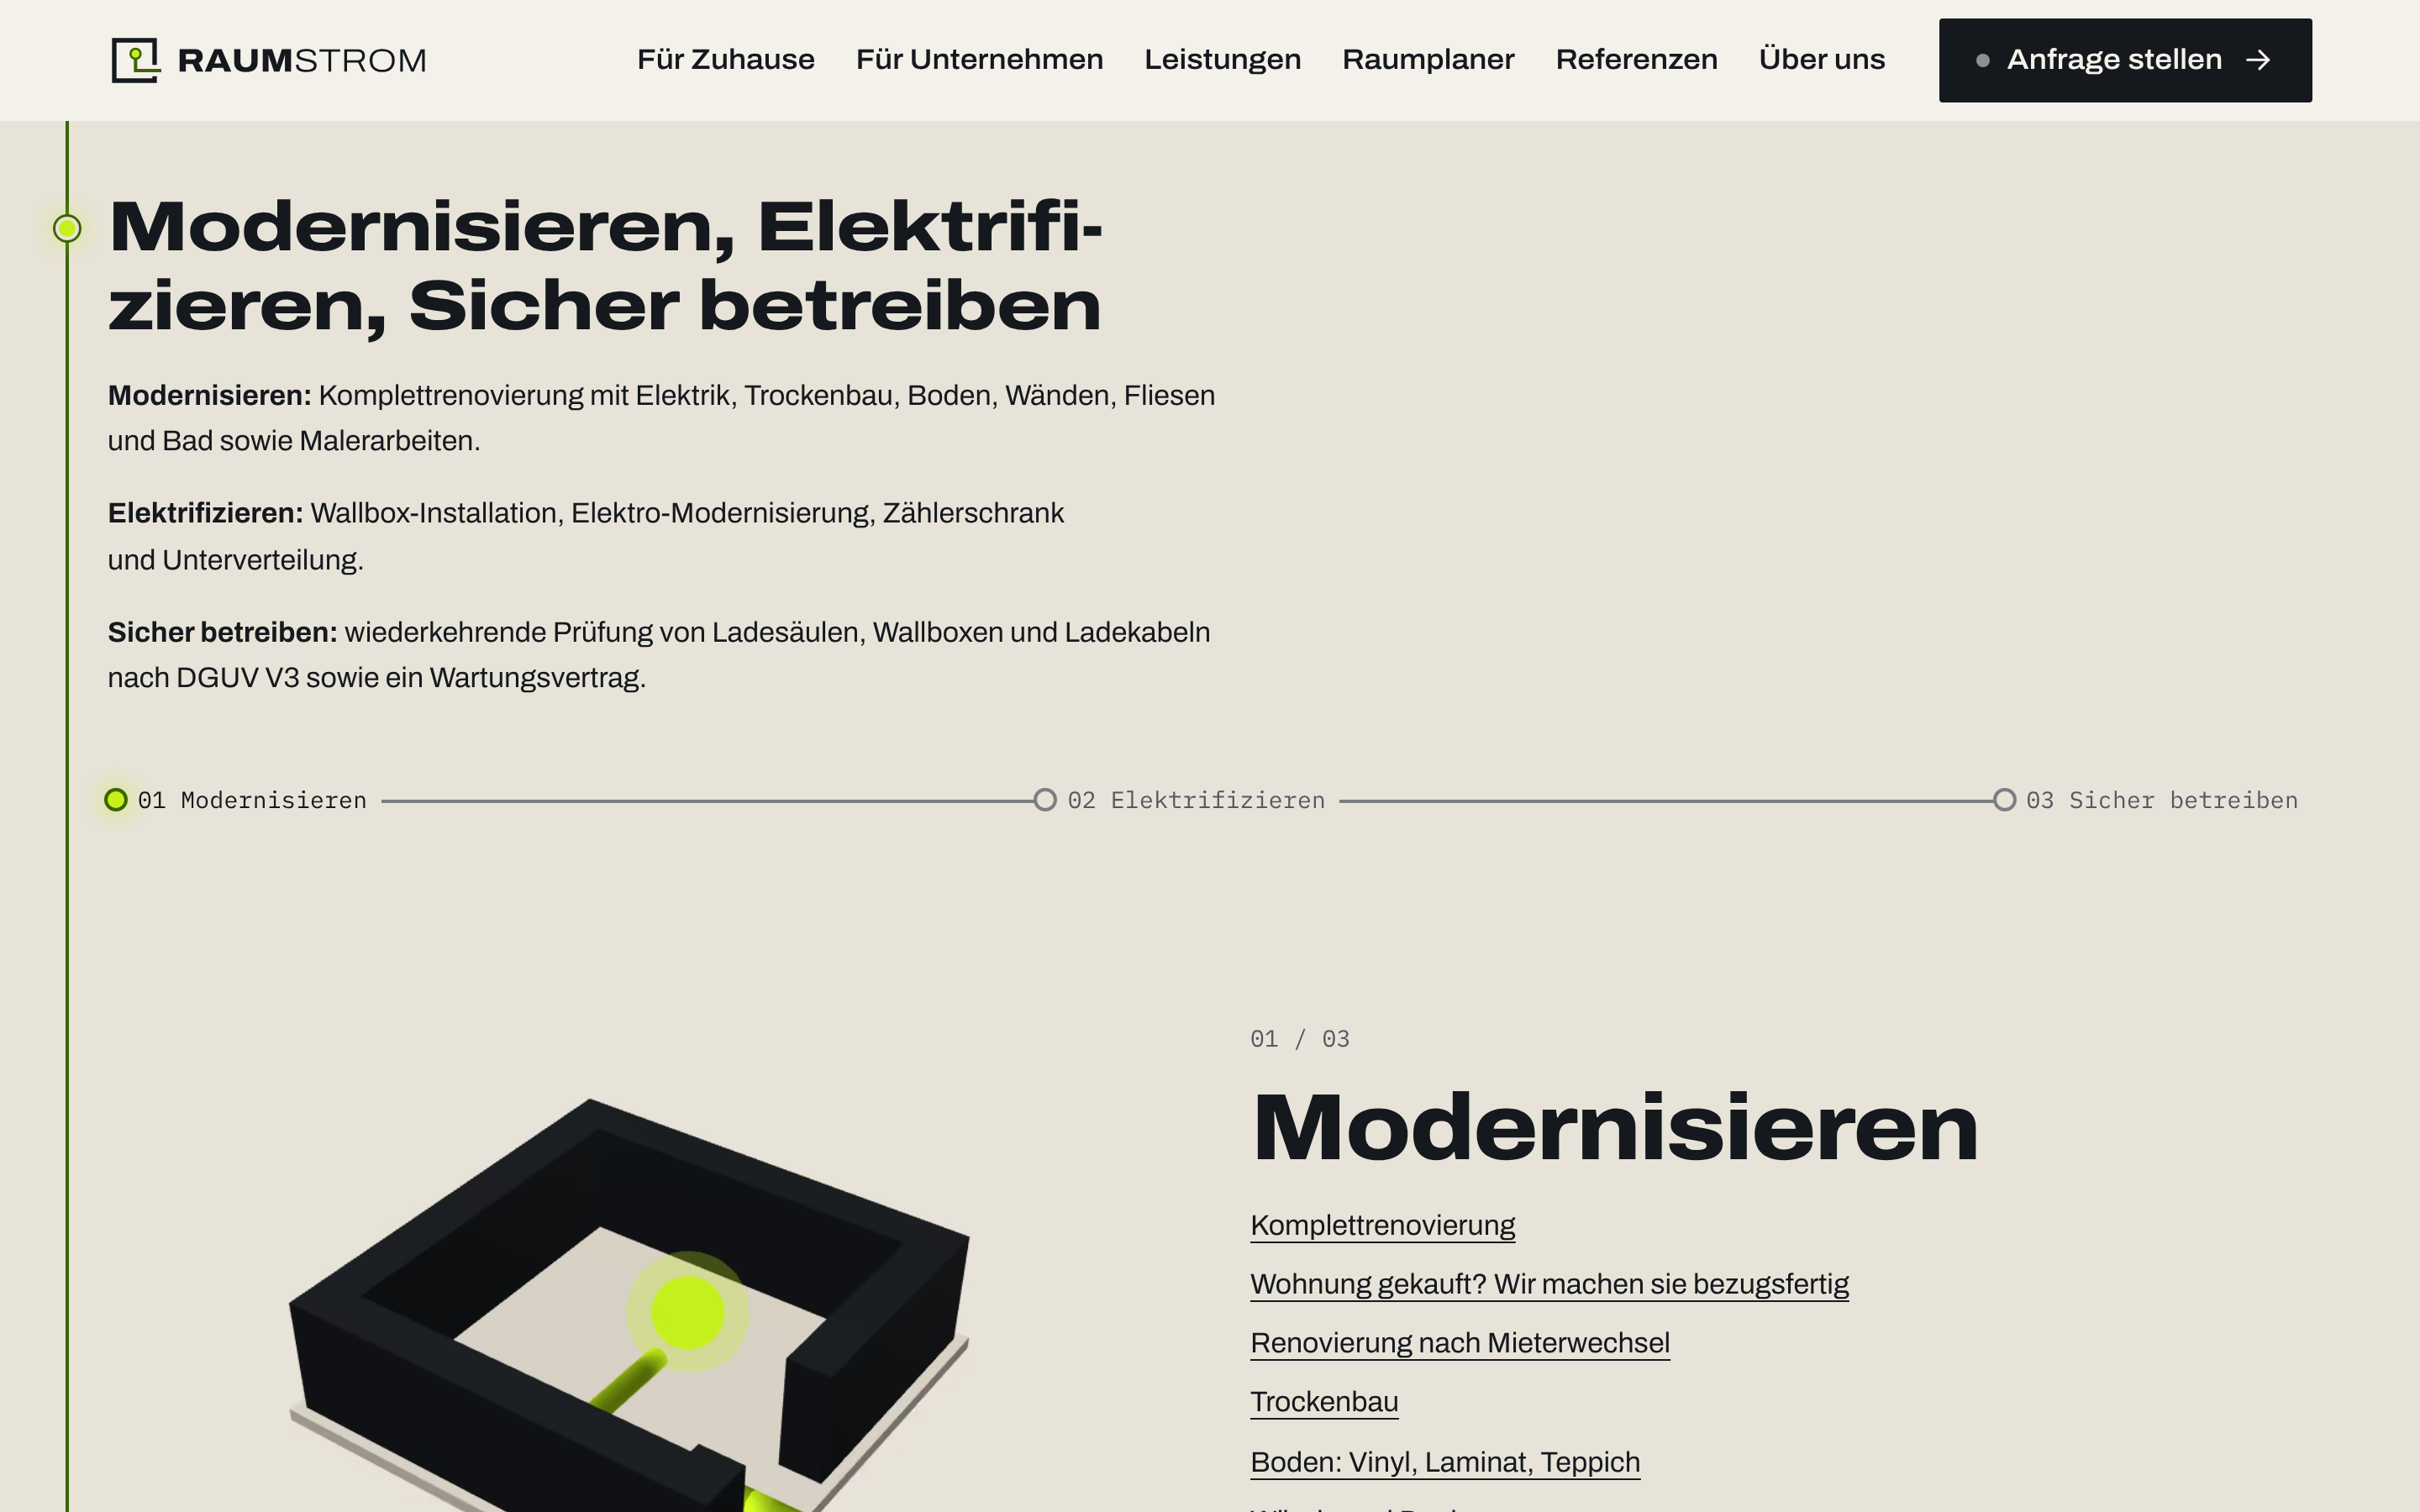 RAUMSTROM
Für Zuhause
Für Unternehmen
Leistungen
Raumplaner
Referenzen
Über uns
Anfrage stellen
Modernisieren, Elektrifi-
zieren, Sicher betreiben
Modernisieren: Komplettrenovierung mit Elektrik, Trockenbau, Boden, Wänden, Fliesen
und Bad sowie Malerarbeiten.
Elektrifizieren: Wallbox-Installation, Elektro-Modernisierung, Zählerschrank
und Unterverteilung.
Sicher betreiben: wiederkehrende Prüfung von Ladesäulen, Wallboxen und Ladekabeln
nach DGUV V3 sowie ein Wartungsvertrag.
01 Modernisieren
02 Elektrifizieren
03 Sicher betreiben
01 / 03
Modernisieren
Komplettrenovierung
Wohnung gekauft? Wir machen sie bezugsfertig
Renovierung nach Mieterwechsel
Trockenbau
Boden: Vinyl, Laminat, Teppich